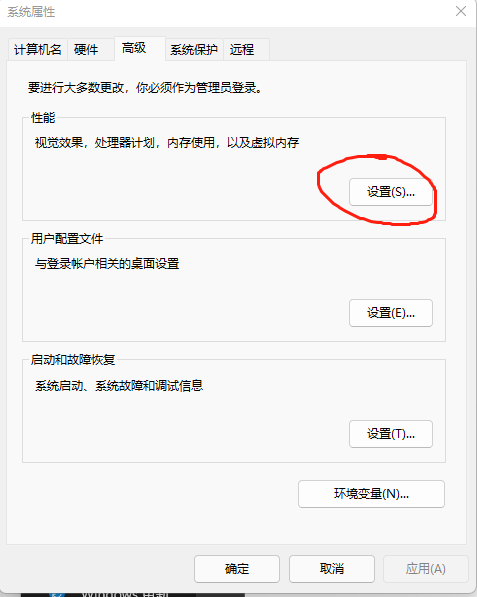 系统属性
计算机名 硬件 高级 系统保护 远程
要进行大多数更改，你必须作为管理员登录。
性能
视觉效果，处理器计划，内存使用，以及虚拟内存
设置(S)...
用户配置文件
与登录帐户相关的桌面设置
设置(E)...
启动和故障恢复
系统启动、系统故障和调试信息
设置(T)...
环境变量(N)...
确定 取消 应用(A)
Windows